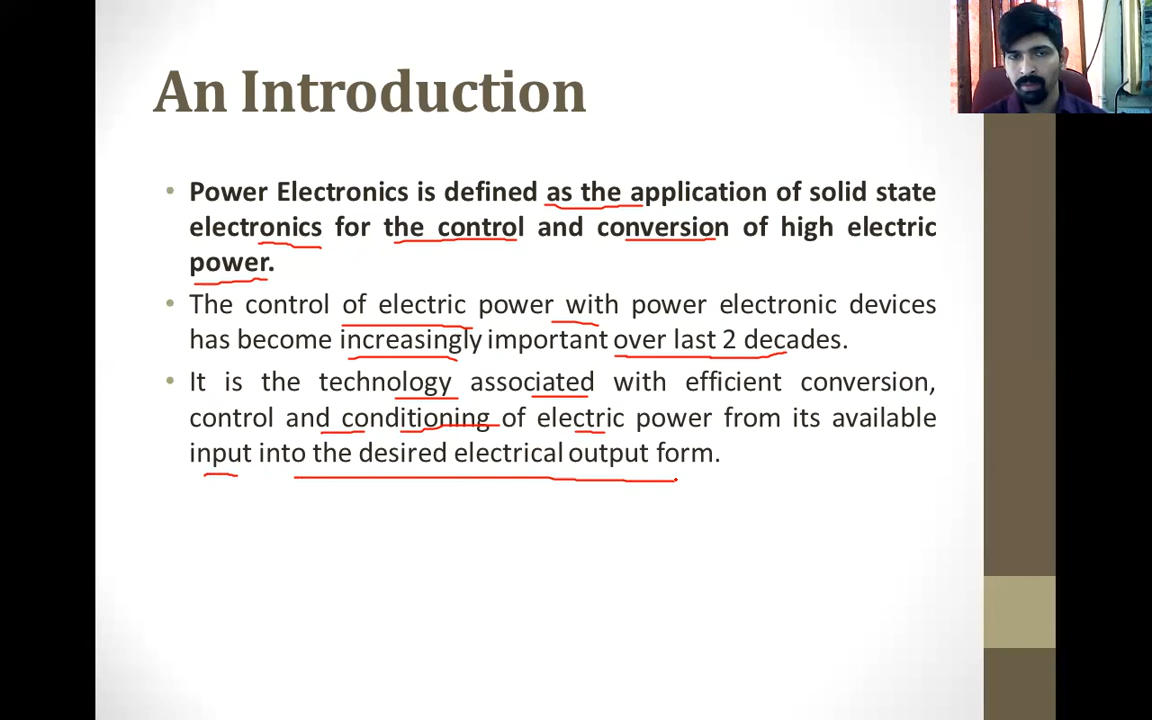 An Introduction
• Power Electronics is defined as the application of solid state
electronics for the control and conversion of high electric
power.
• The control of electric power with power electronic devices
has become increasingly important over last 2 decades.
• It is the technology associated with efficient conversion,
control and conditioning of electric power from its available
input into the desired electrical output form.